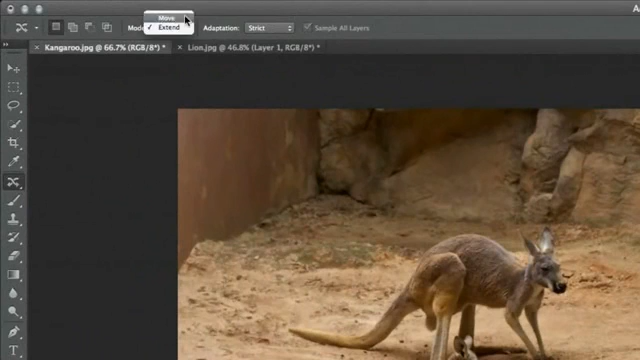 Move
Mode: ✓ Extend Adaptation: Strict ✓ Sample All Layers
× Kangaroo.jpg @ 66.7% (RGB/8*) * × Lion.jpg @ 46.8% (Layer 1, RGB/8*) *